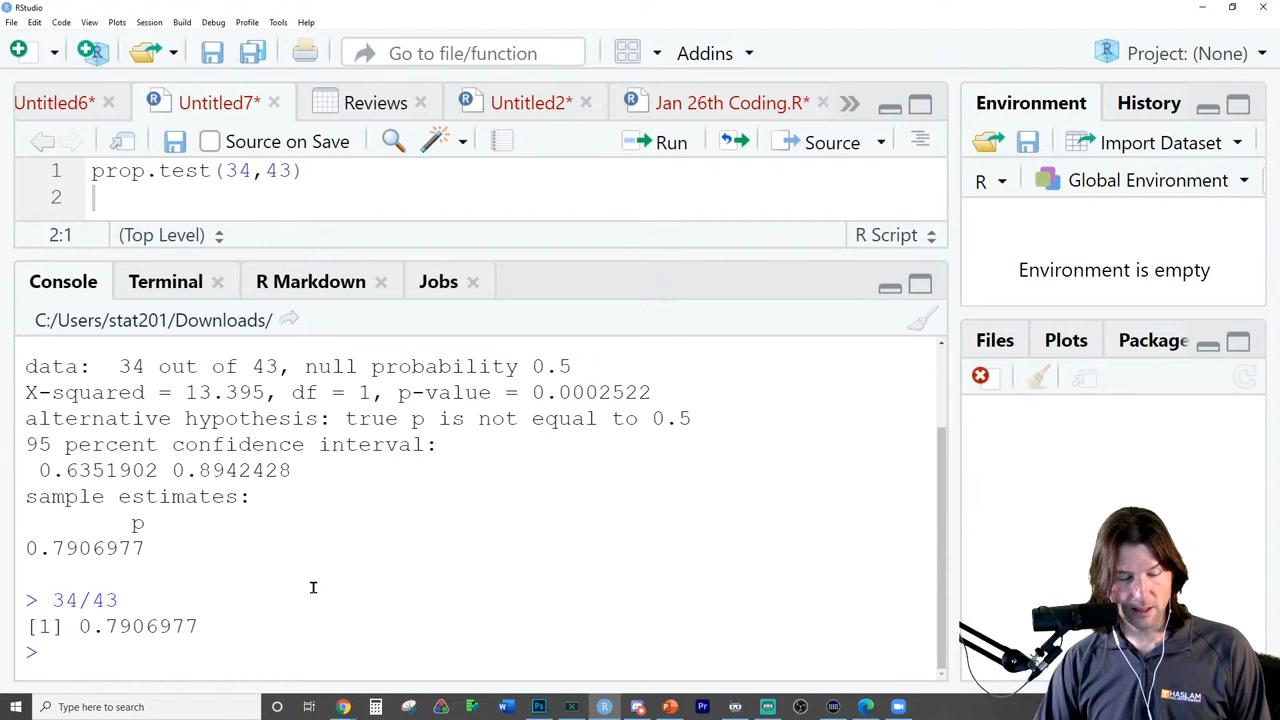 RStudio
File Edit Code View Plots Session Build Debug Profile Tools Help
Go to file/function
Addins
Project: (None)
Untitled6*
Untitled7*
Reviews
Untitled2*
Jan 26th Coding.R*
Source on Save
Run
Source
1 prop.test(34,43)
2
2:1 (Top Level) R Script
Console Terminal R Markdown Jobs
C:/Users/stat201/Downloads/
data: 34 out of 43, null probability 0.5
X-squared = 13.395, df = 1, p-value = 0.0002522
alternative hypothesis: true p is not equal to 0.5
95 percent confidence interval:
0.6351902 0.8942428
sample estimates:
p
0.7906977
> 34/43
[1] 0.7906977
>
Environment History
Import Dataset
R Global Environment
Environment is empty
Files Plots Package
HASLAM
Type here to search